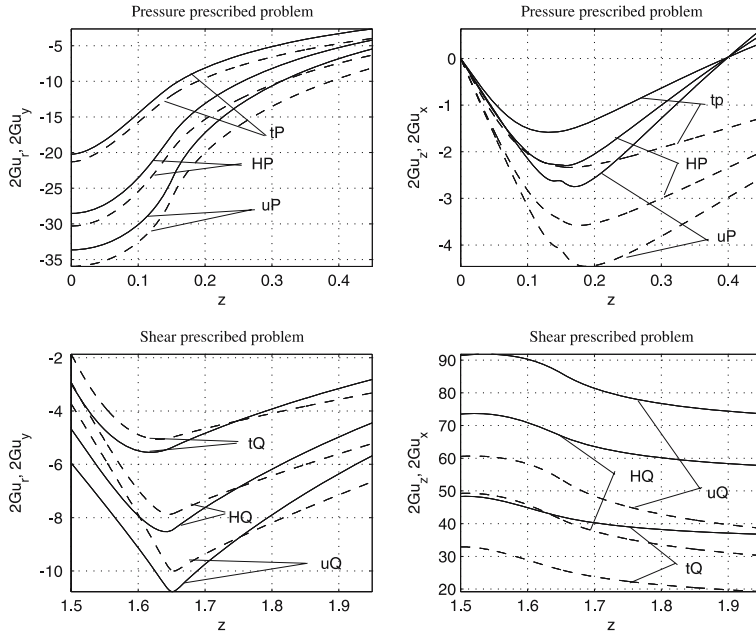 Pressure prescribed problem
-5
-10
-15
-20
-25
-30
-35
0
0.1
0.2
0.3
0.4
z
2Gu_r, 2Gu_y
tP
HP
uP
Pressure prescribed problem
0
-1
-2
-3
-4
0
0.1
0.2
0.3
0.4
z
2Gu_z, 2Gu_x
tp
HP
uP
Shear prescribed problem
-2
-4
-6
-8
-10
1.5
1.6
1.7
1.8
1.9
z
2Gu_r, 2Gu_y
tQ
HQ
uQ
Shear prescribed problem
90
80
70
60
50
40
30
20
1.5
1.6
1.7
1.8
1.9
z
2Gu_z, 2Gu_x
HQ
uQ
tQ